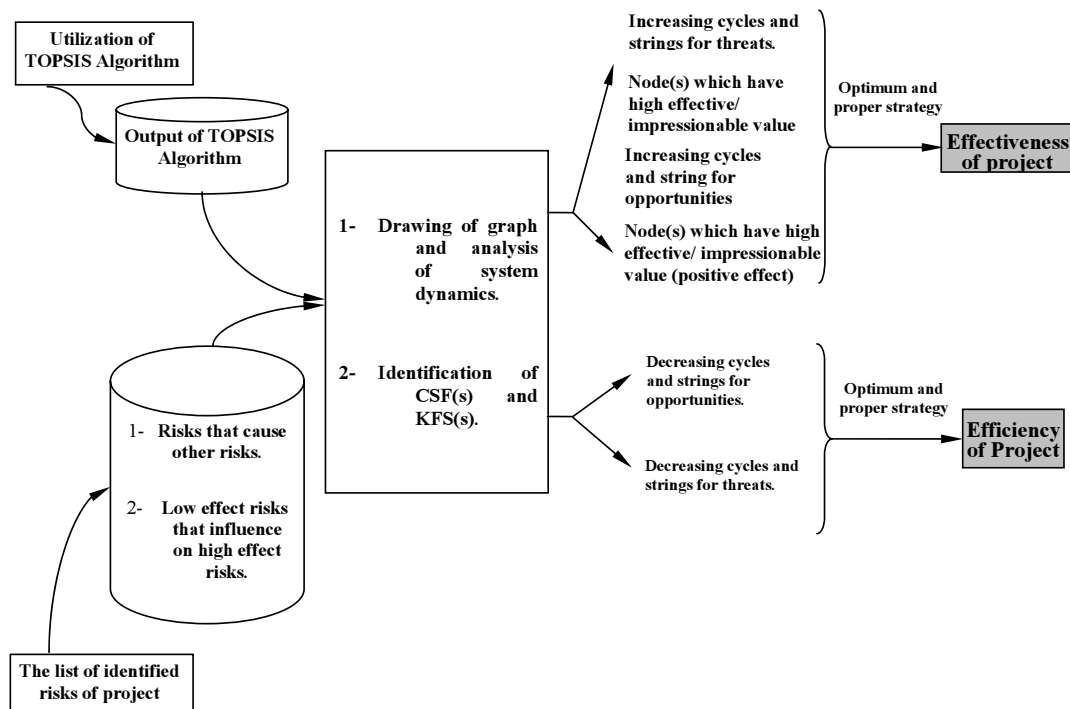 Utilization of
TOPSIS Algorithm
Output of TOPSIS
Algorithm
1- Risks that cause
other risks.
2- Low effect risks
that influence
on high effect
risks.
The list of identified
risks of project
1- Drawing of graph
and analysis
of system
dynamics.
2- Identification of
CSF(s) and
KFS(s).
Increasing cycles and
strings for threats.
Node(s) which have
high effective/
impressionable value
Increasing cycles
and string for
opportunities
Node(s) which have high
effective/ impressionable
value (positive effect)
Optimum and
proper strategy
Effectiveness
of project
Decreasing cycles
and strings for
opportunities.
Decreasing cycles and
strings for threats.
Optimum and
proper strategy
Efficiency
of Project